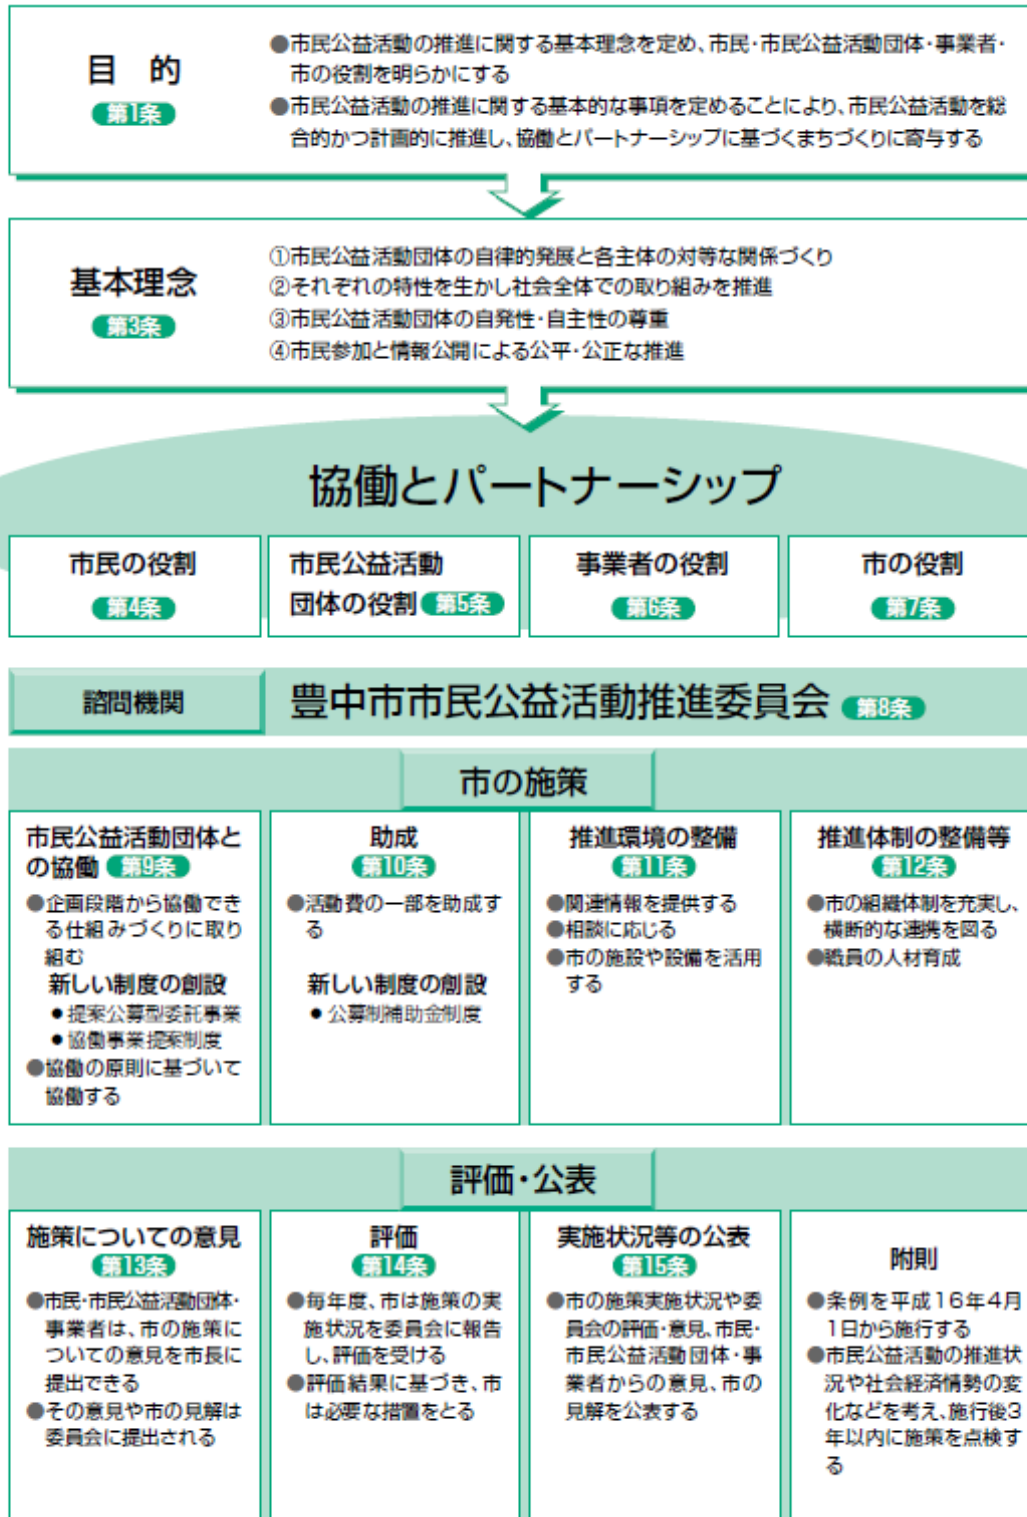 目 的
第1条
●市民公益活動の推進に関する基本理念を定め、市民・市民公益活動団体・事業者・
市の役割を明らかにする
●市民公益活動の推進に関する基本的な事項を定めることにより、市民公益活動を総
合的かつ計画的に推進し、協働とパートナーシップに基づくまちづくりに寄与する
基本理念
第3条
①市民公益活動団体の自律的発展と各主体の対等な関係づくり
②それぞれの特性を生かし社会全体での取り組みを推進
③市民公益活動団体の自発性・自主性の尊重
④市民参加と情報公開による公平・公正な推進
協働とパートナーシップ
市民の役割
第4条
市民公益活動
団体の役割 第5条
事業者の役割
第6条
市の役割
第7条
諮問機関
豊中市市民公益活動推進委員会 第8条
市の施策
市民公益活動団体と
の協働 第9条
●企画段階から協働でき
る仕組みづくりに取り
組む
新しい制度の創設
●提案公募型委託事業
●協働事業提案制度
●協働の原則に基づいて
協働する
助成
第10条
●活動費の一部を助成す
る
新しい制度の創設
●公募制補助金制度
推進環境の整備
第11条
●関連情報を提供する
●相談に応じる
●市の施設や設備を活用
する
推進体制の整備等
第12条
●市の組織体制を充実し、
横断的な連携を図る
●職員の人材育成
評価・公表
施策についての意見
第13条
●市民・市民公益活動団体・
事業者は、市の施策に
ついての意見を市長に
提出できる
●その意見や市の見解は
委員会に提出される
評価
第14条
●毎年度、市は施策の実
施状況を委員会に報告
し、評価を受ける
●評価結果に基づき、市
は必要な措置をとる
実施状況等の公表
第15条
●市の施策実施状況や委
員会の評価・意見、市民・
市民公益活動団体・事
業者からの意見、市の
見解を公表する
附則
●条例を平成16年4月
1日から施行する
●市民公益活動の推進状
況や社会経済情勢の変
化などを考え、施行後3
年以内に施策を点検す
る